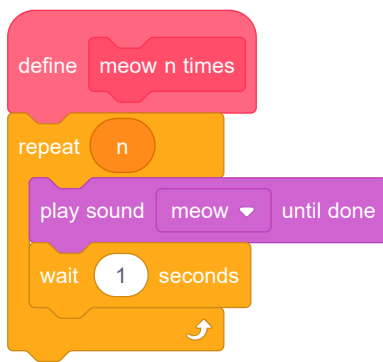 define meow n times
repeat n
play sound meow until done
wait 1 seconds